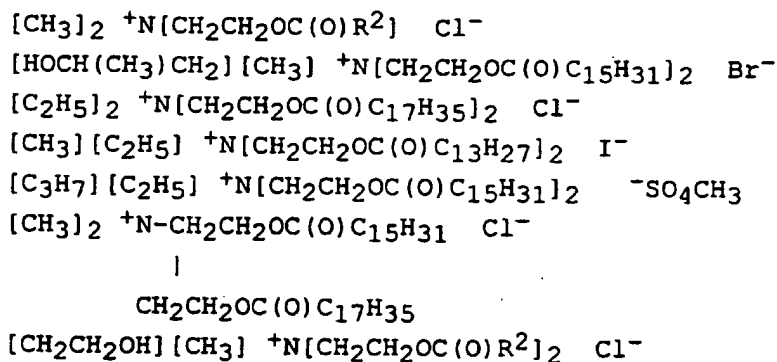 [CH₃]₂ ⁺N[CH₂CH₂OC(O)R²] Cl⁻
[HOCH(CH₃)CH₂][CH₃] ⁺N[CH₂CH₂OC(O)C₁₅H₃₁]₂ Br⁻
[C₂H₅]₂ ⁺N[CH₂CH₂OC(O)C₁₇H₃₅]₂ Cl⁻
[CH₃][C₂H₅] ⁺N[CH₂CH₂OC(O)C₁₃H₂₇]₂ I⁻
[C₃H₇][C₂H₅] ⁺N[CH₂CH₂OC(O)C₁₅H₃₁]₂ ⁻SO₄CH₃
[CH₃]₂ ⁺N-CH₂CH₂OC(O)C₁₅H₃₁ Cl⁻
|
CH₂CH₂OC(O)C₁₇H₃₅
[CH₂CH₂OH][CH₃] ⁺N[CH₂CH₂OC(O)R²]₂ Cl⁻